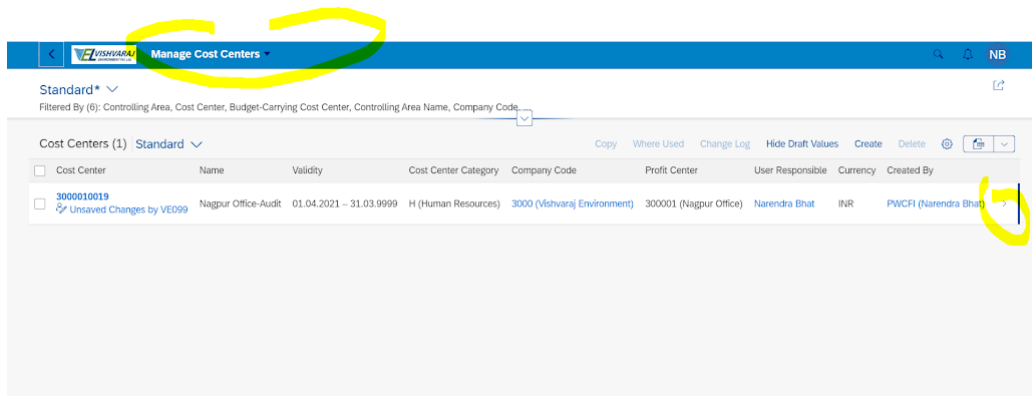 VISHVARAJ Manage Cost Centers NB
Standard*
Filtered By (6): Controlling Area, Cost Center, Budget-Carrying Cost Center, Controlling Area Name, Company Code
Cost Centers (1) Standard Copy Where Used Change Log Hide Draft Values Create Delete
Cost Center Name Validity Cost Center Category Company Code Profit Center User Responsible Currency Created By
3000010019
Unsaved Changes by VE099 Nagpur Office-Audit 01.04.2021 – 31.03.9999 H (Human Resources) 3000 (Vishvaraj Environment) 300001 (Nagpur Office) Narendra Bhat INR PWCFI (Narendra Bhat)